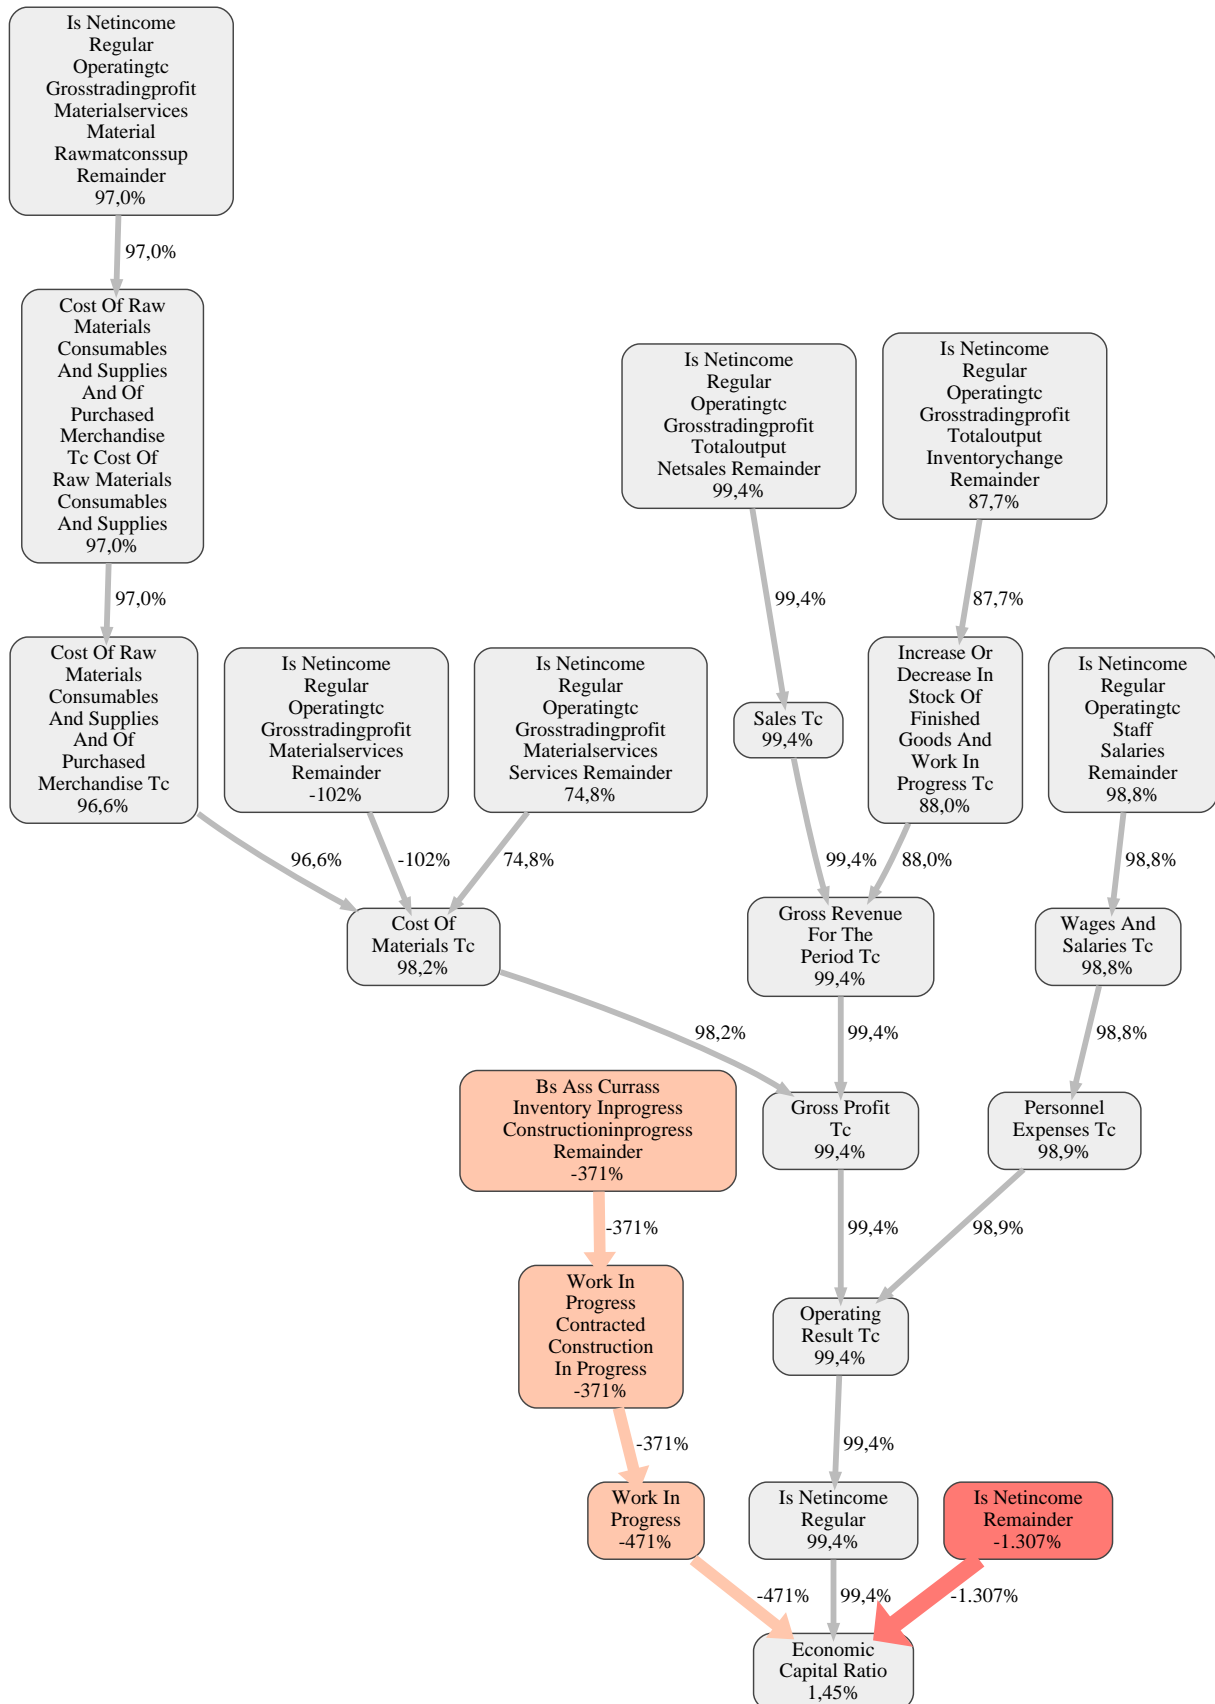 Is Netincome
Regular
Operatingtc
Grosstradingprofit
Materialservices
Material
Rawmatconssup
Remainder
97,0%
97,0%
Cost Of Raw
Materials
Consumables
And Supplies
And Of
Purchased
Merchandise
Tc Cost Of
Raw Materials
Consumables
And Supplies
97,0%
Is Netincome
Regular
Operatingtc
Grosstradingprofit
Totaloutput
Netsales Remainder
99,4%
Is Netincome
Regular
Operatingtc
Grosstradingprofit
Totaloutput
Inventorychange
Remainder
87,7%
97,0%
99,4%
87,7%
Cost Of Raw
Materials
Consumables
And Supplies
And Of
Purchased
Merchandise Tc
96,6%
Is Netincome
Regular
Operatingtc
Grosstradingprofit
Materialservices
Remainder
-102%
Is Netincome
Regular
Operatingtc
Grosstradingprofit
Materialservices
Services Remainder
74,8%
Sales Tc
99,4%
Increase Or
Decrease In
Stock Of
Finished
Goods And
Work In
Progress Tc
88,0%
Is Netincome
Regular
Operatingtc
Staff
Salaries
Remainder
98,8%
96,6%
-102%
74,8%
99,4%
88,0%
98,8%
Cost Of
Materials Tc
98,2%
Gross Revenue
For The
Period Tc
99,4%
Wages And
Salaries Tc
98,8%
98,2%
99,4%
98,8%
Bs Ass Currass
Inventory Inprogress
Constructioninprogress
Remainder
-371%
Gross Profit
Tc
99,4%
Personnel
Expenses Tc
98,9%
-371%
99,4%
98,9%
Work In
Progress
Contracted
Construction
In Progress
-371%
Operating
Result Tc
99,4%
-371%
99,4%
Work In
Progress
-471%
Is Netincome
Regular
99,4%
Is Netincome
Remainder
-1.307%
-471%
99,4%
-1.307%
Economic
Capital Ratio
1,45%